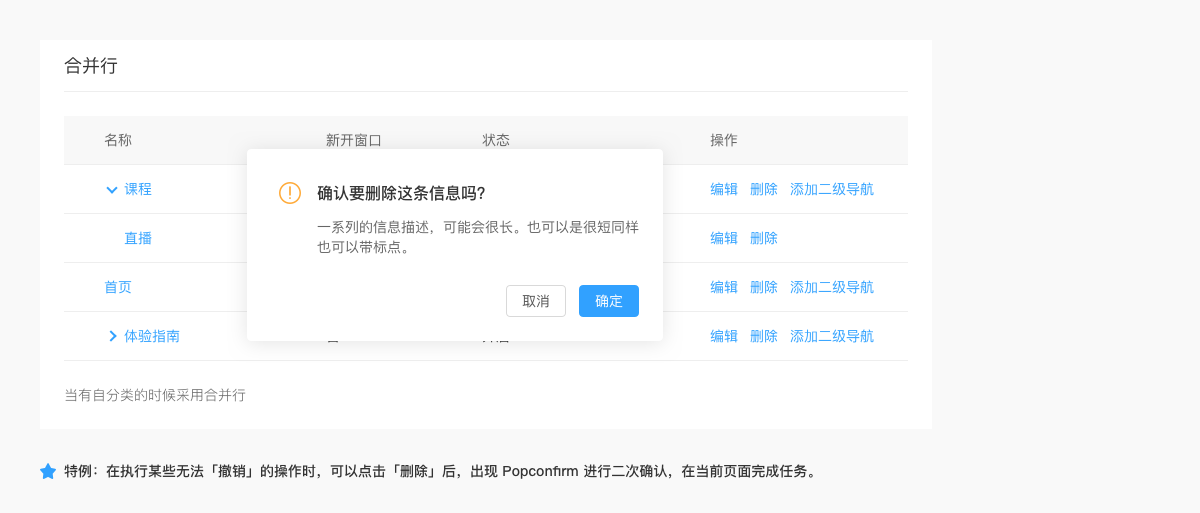 合并行
名称 新开窗口 状态 操作
课程 编辑 删除 添加二级导航
确认要删除这条信息吗?
一系列的信息描述，可能会很长。也可以是很短同样
也可以带标点。
取消 确定
直播 编辑 删除
首页 编辑 删除 添加二级导航
体验指南 编辑 删除 添加二级导航
当有自分类的时候采用合并行
特例：在执行某些无法「撤销」的操作时，可以点击「删除」后，出现 Popconfirm 进行二次确认，在当前页面完成任务。